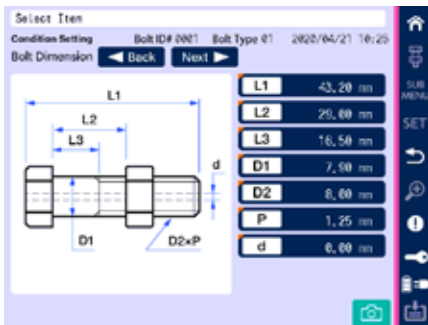 Select Item
Condition Setting Bolt ID# 0001 Bolt Type 01 2020/04/21 10:25
Bolt Dimension Back Next
L1
L2
L3
d
D1
D2×P
L1 43.20 mm
L2 29.00 mm
L3 16.50 mm
D1 7.90 mm
D2 8.00 mm
P 1.25 mm
d 0.00 mm
SUB
MENU
SET